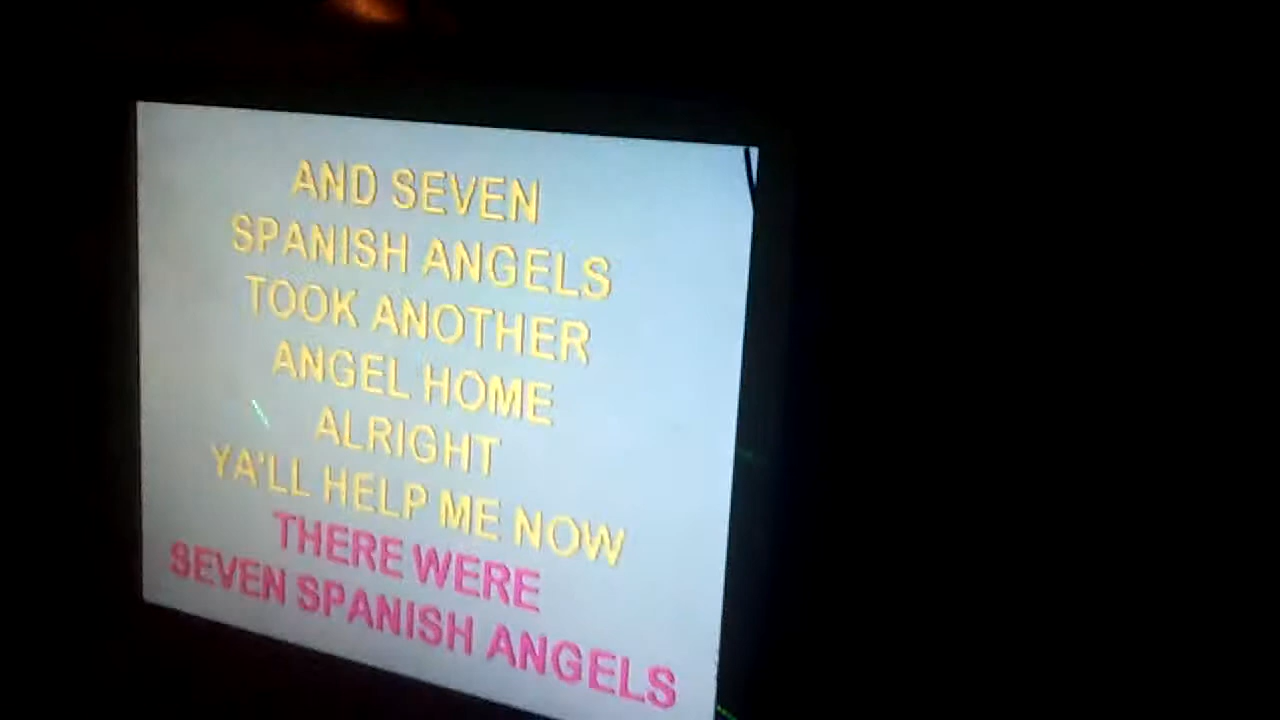 AND SEVEN
SPANISH ANGELS
TOOK ANOTHER
ANGEL HOME
ALRIGHT
YA'LL HELP ME NOW
THERE WERE
SEVEN SPANISH ANGELS